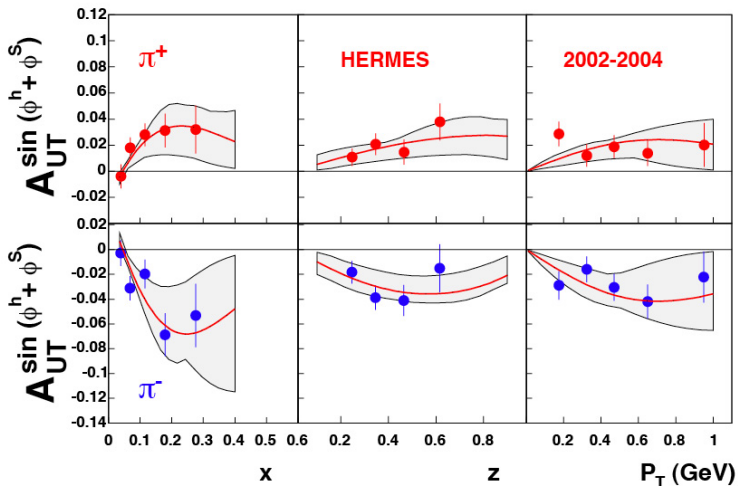 0.12
0.1
0.08
0.06
0.04
0.02
0
-0.02
A_UT^sin (ϕ^h + ϕ^S)
π+
HERMES
2002-2004
0.02
0
-0.02
-0.04
-0.06
-0.08
-0.1
-0.12
-0.14
A_UT^sin (ϕ^h + ϕ^S)
π-
0 0.1 0.2 0.3 0.4 0.5 0.6 0.2 0.4 0.6 0.8 0.2 0.4 0.6 0.8 1
x z P_T (GeV)